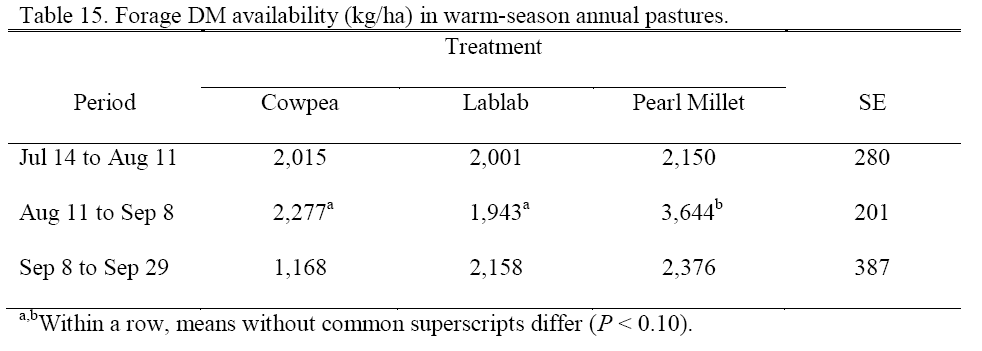 Table 15. Forage DM availability (kg/ha) in warm-season annual pastures.
Treatment
Period Cowpea Lablab Pearl Millet SE
Jul 14 to Aug 11 2,015 2,001 2,150 280
Aug 11 to Sep 8 2,277a 1,943a 3,644b 201
Sep 8 to Sep 29 1,168 2,158 2,376 387
a,bWithin a row, means without common superscripts differ (P < 0.10).